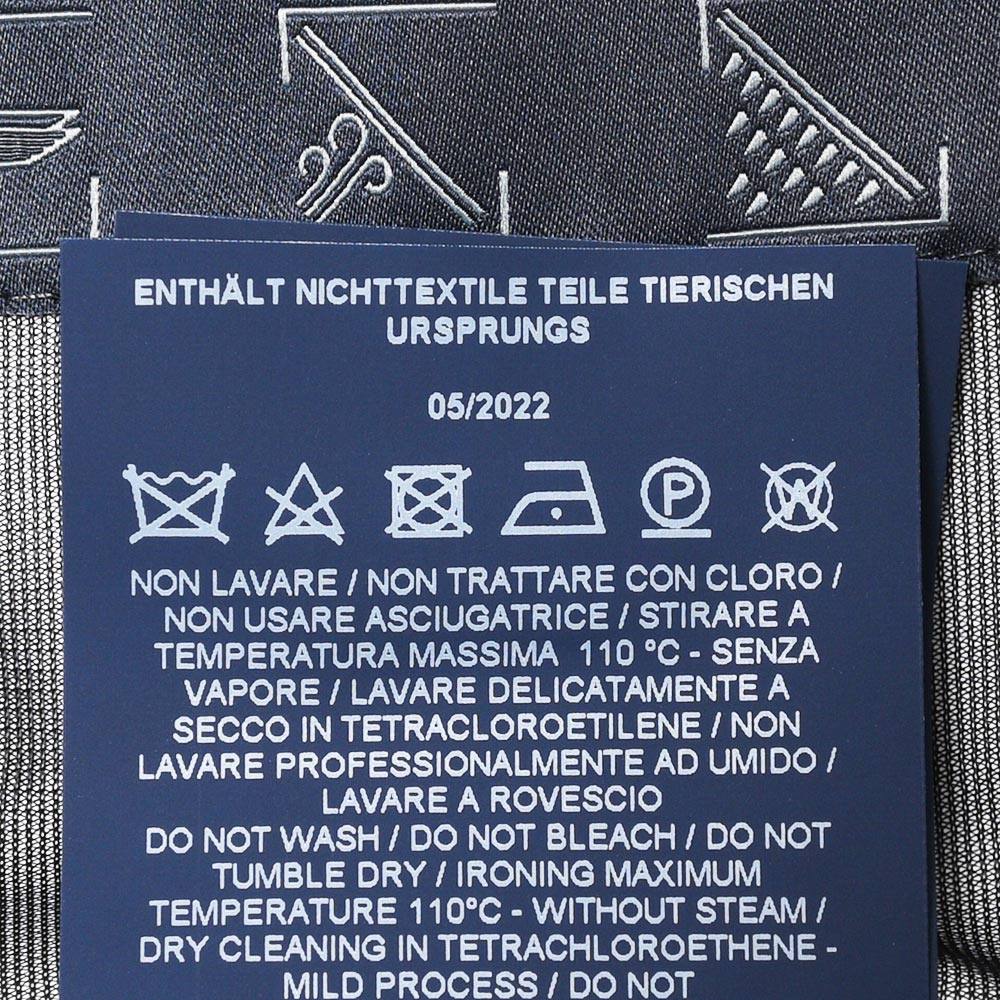 ENTHÄLT NICHTTEXTILE TEILE TIERISCHEN
URSPRUNGS
05/2022
P W
NON LAVARE / NON TRATTARE CON CLORO /
NON USARE ASCIUGATRICE / STIRARE A
TEMPERATURA MASSIMA 110 °C - SENZA
VAPORE / LAVARE DELICATAMENTE A
SECCO IN TETRACLOROETILENE / NON
LAVARE PROFESSIONALMENTE AD UMIDO /
LAVARE A ROVESCIO
DO NOT WASH / DO NOT BLEACH / DO NOT
TUMBLE DRY / IRONING MAXIMUM
TEMPERATURE 110°C - WITHOUT STEAM /
DRY CLEANING IN TETRACHLOROETHENE -
MILD PROCESS / DO NOT